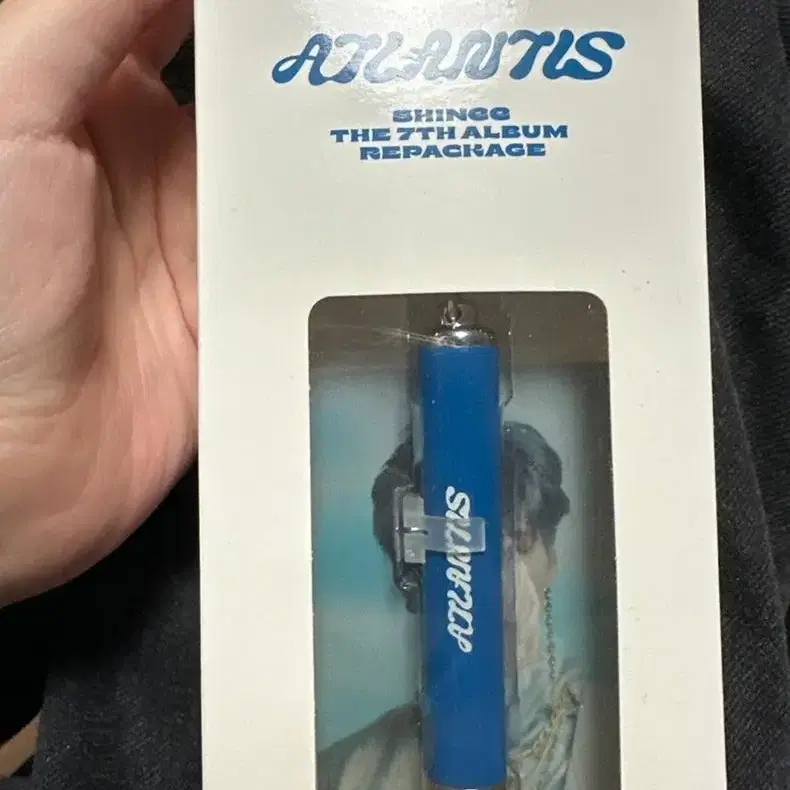 ATLANTIS
SHINee
THE 7TH ALBUM
REPACKAGE
ATLANTIS